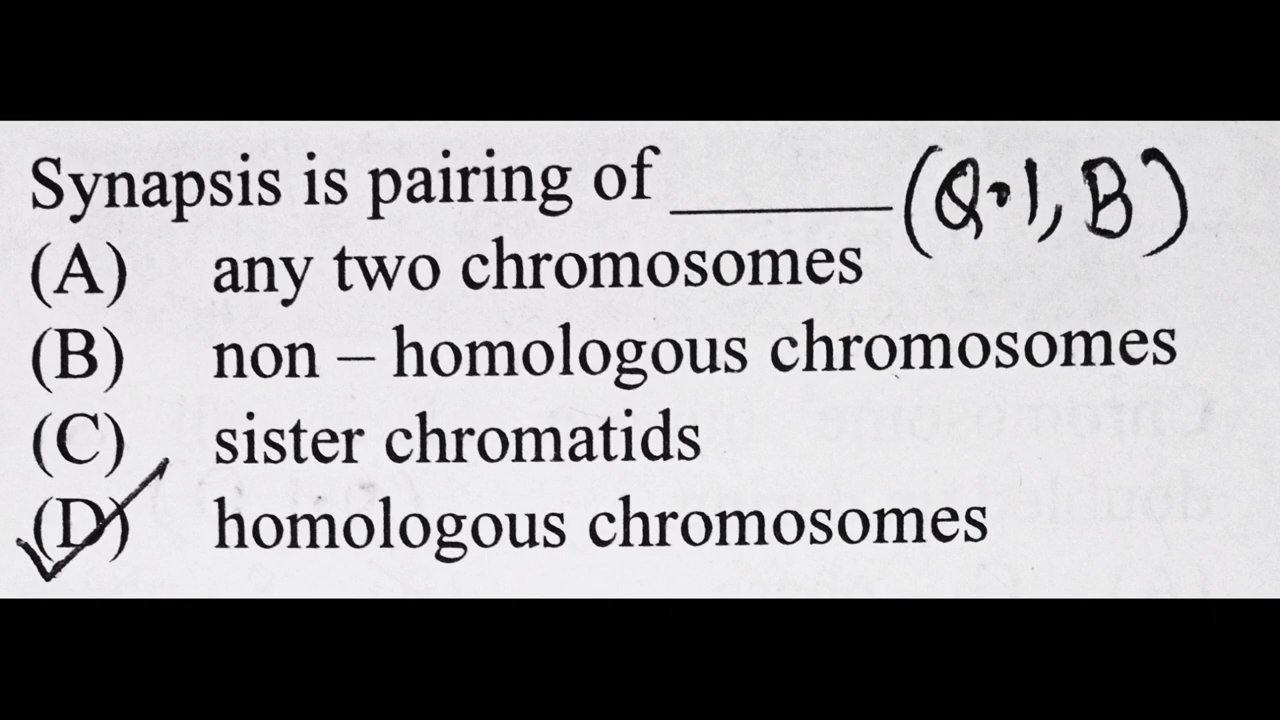 Synapsis is pairing of ______ (Q.1, B)
(A) any two chromosomes
(B) non – homologous chromosomes
(C) sister chromatids
(D) homologous chromosomes